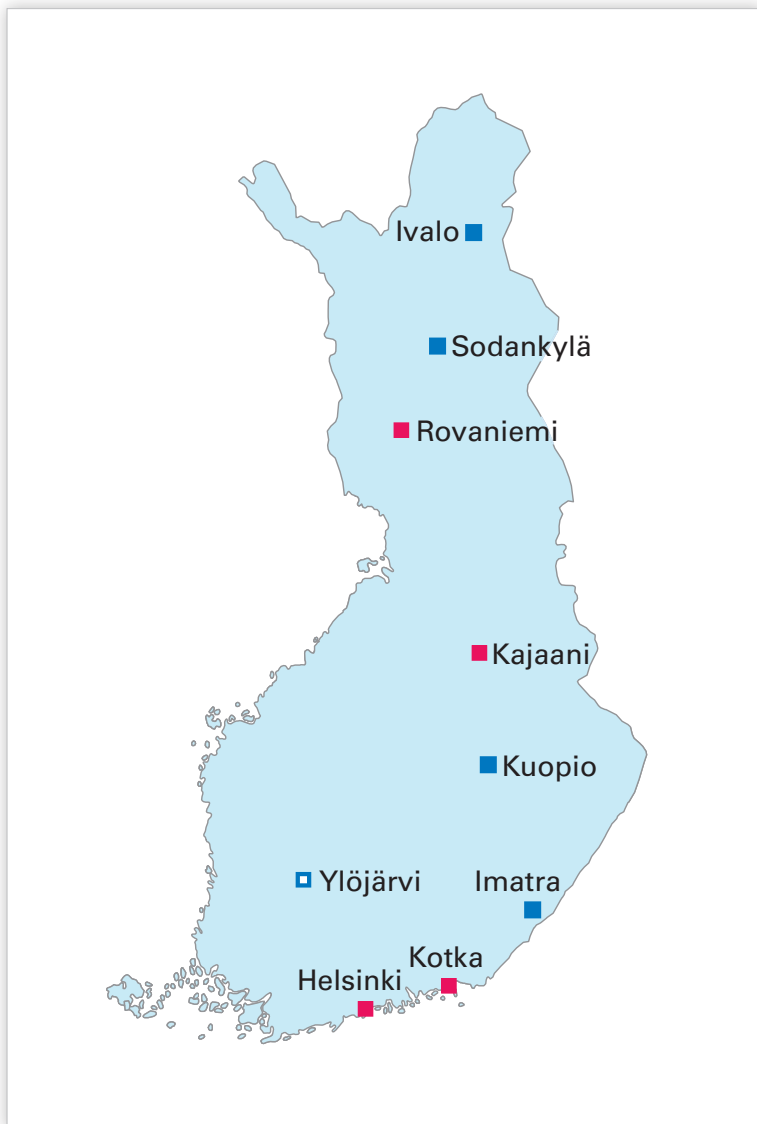 Ivalo
Sodankylä
Rovaniemi
Kajaani
Kuopio
Ylöjärvi
Imatra
Kotka
Helsinki